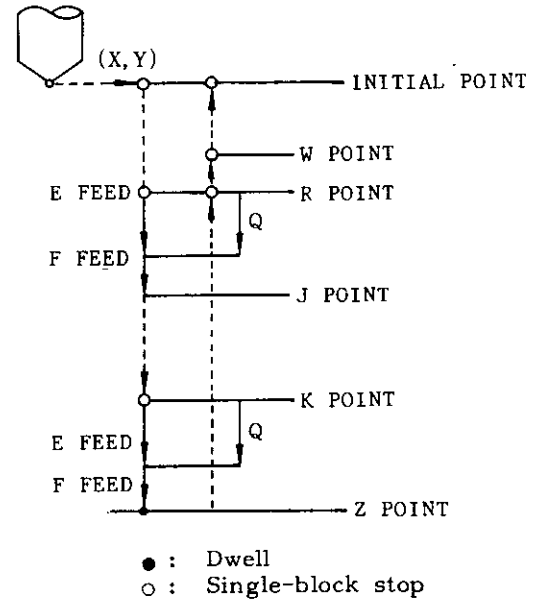 (X,Y)
INITIAL POINT
W POINT
E FEED
R POINT
Q
F FEED
J POINT
K POINT
Q
E FEED
F FEED
Z POINT
● : Dwell
○ : Single-block stop